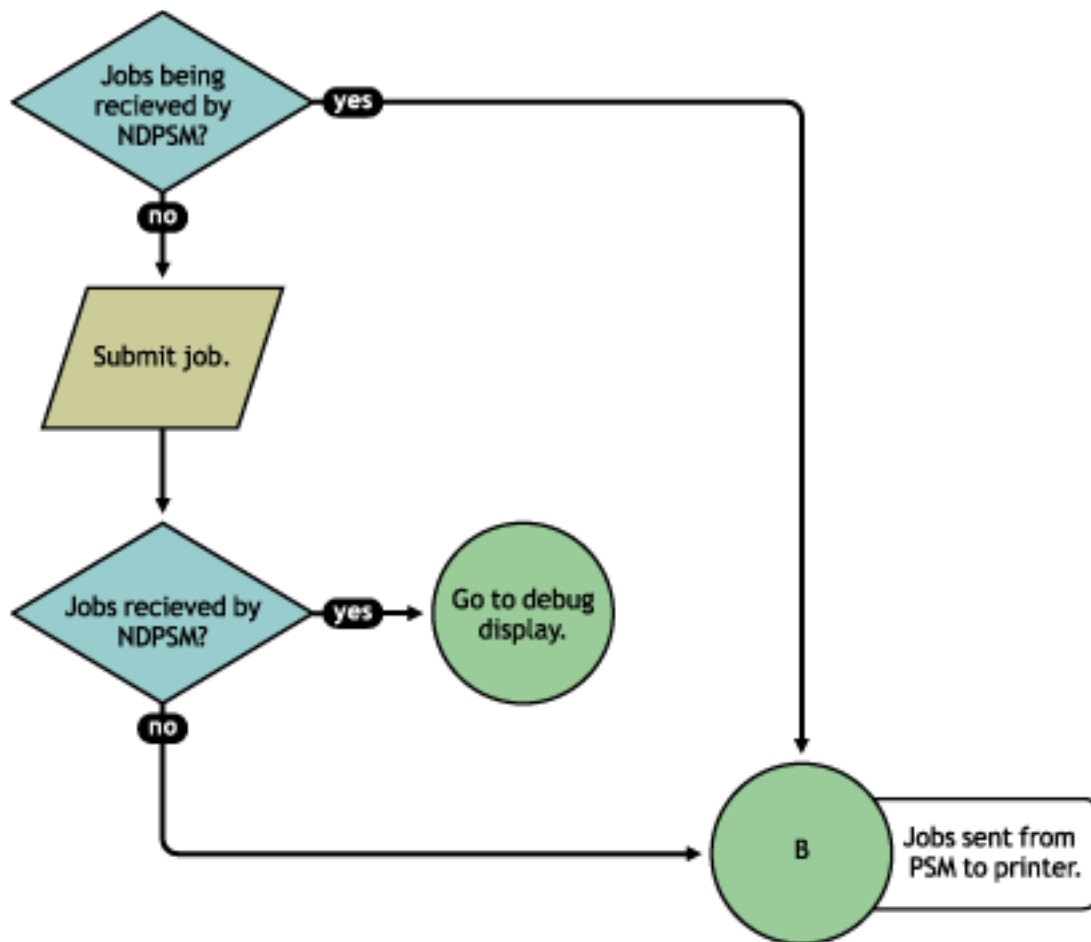 Jobs being
recieved by
NDPSM?
yes
no
Submit job.
Jobs recieved by
NDPSM?
yes
Go to debug
display.
no
B
Jobs sent from
PSM to printer.